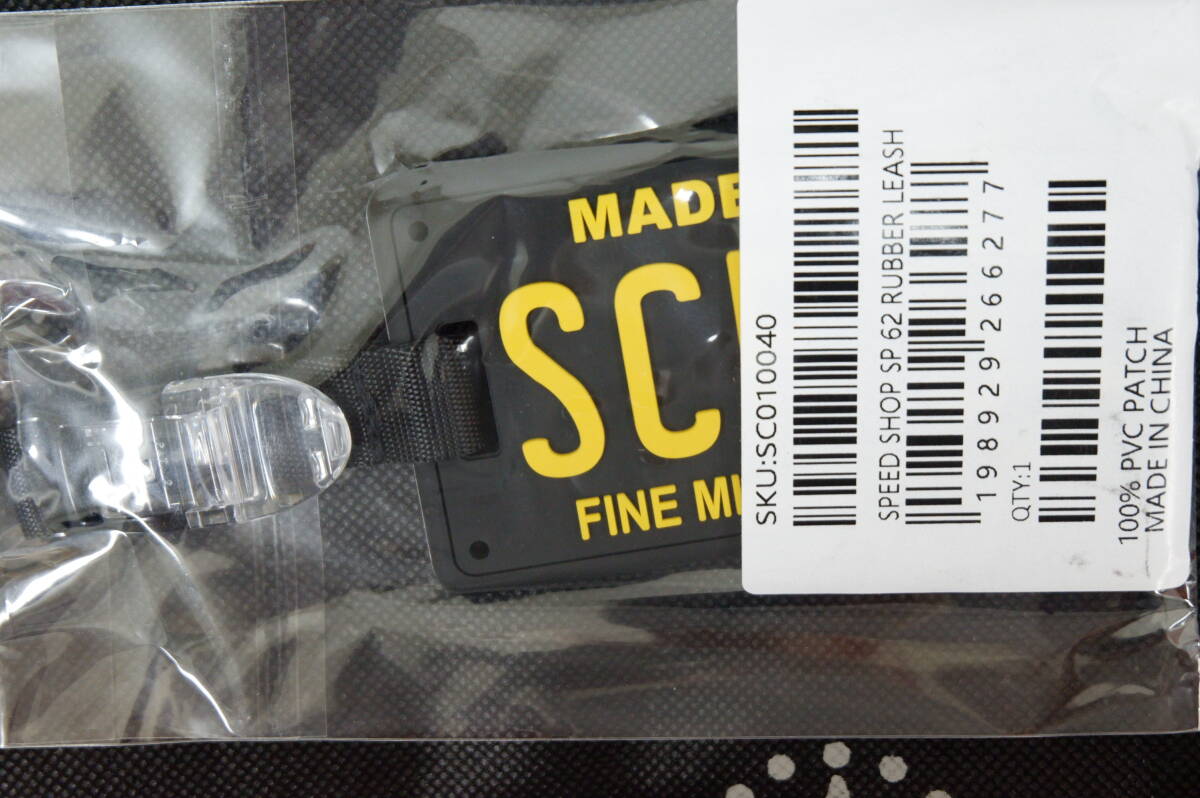 MADE
SC
FINE
SKU:SC010040
SPEED SHOP SP 62 RUBBER LEASH
198929266277
QTY:1
100% PVC PATCH
MADE IN CHINA